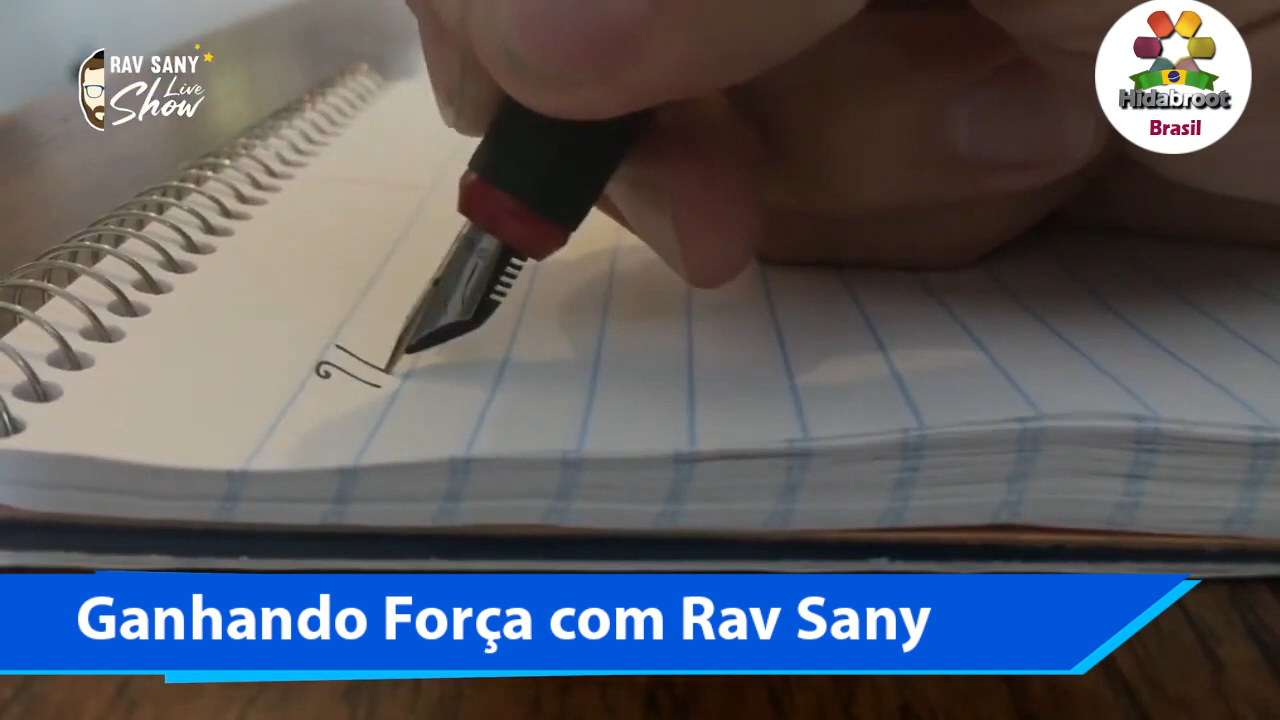 RAV SANY
Live
Show
Hidabroot
Brasil
Ganhando Força com Rav Sany